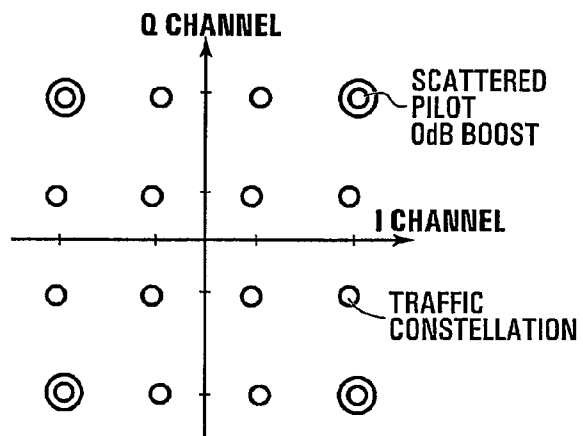 Q CHANNEL
SCATTERED
PILOT
0dB BOOST
I CHANNEL
TRAFFIC
CONSTELLATION